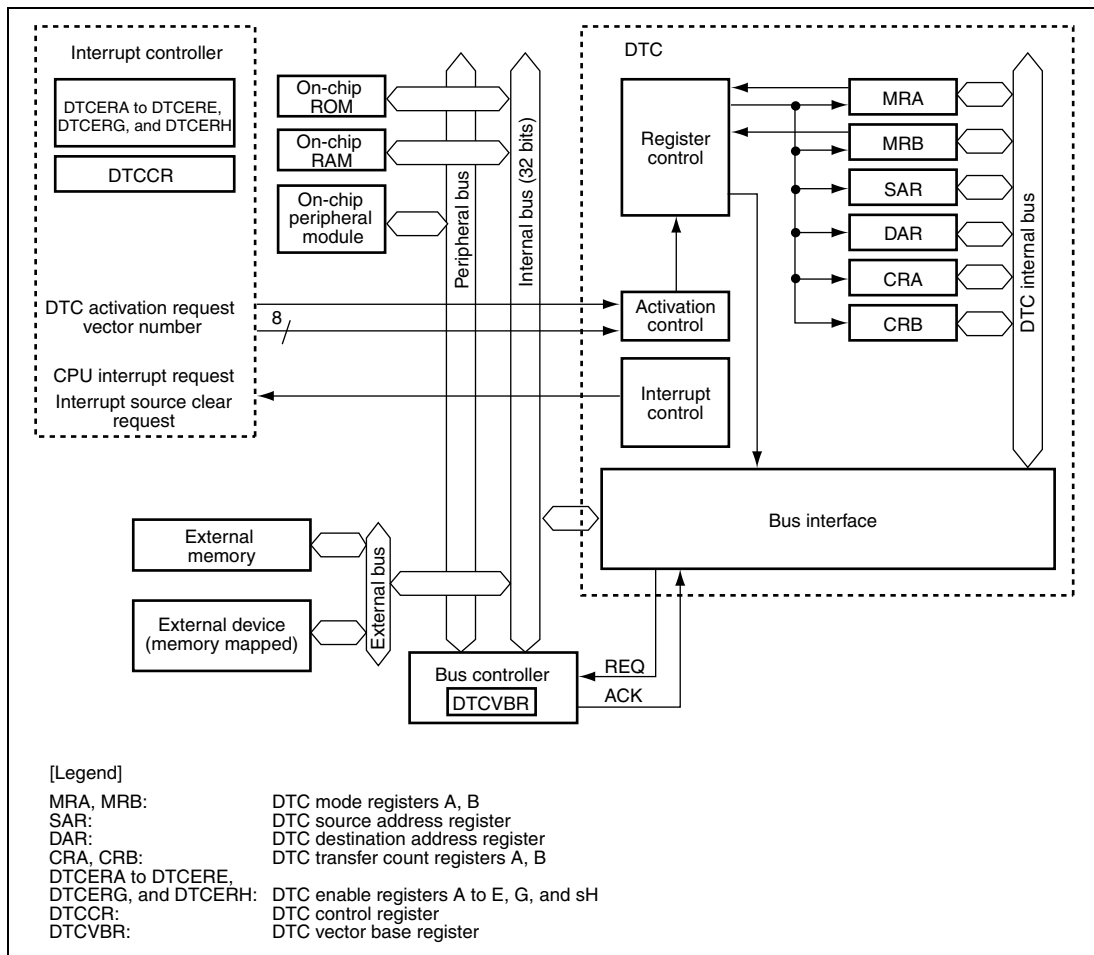 Interrupt controller
DTCERA to DTCERE,
DTCERG, and DTCERH
DTCCR
DTC activation request
vector number
8
CPU interrupt request
Interrupt source clear
request
On-chip
ROM
On-chip
RAM
On-chip
peripheral
module
Peripheral bus
Internal bus (32 bits)
DTC
Register
control
Activation
control
Interrupt
control
MRA
MRB
SAR
DAR
CRA
CRB
DTC internal bus
Bus interface
External
memory
External device
(memory mapped)
External bus
Bus controller
DTCVBR
REQ
ACK
[Legend]
MRA, MRB: DTC mode registers A, B
SAR: DTC source address register
DAR: DTC destination address register
CRA, CRB: DTC transfer count registers A, B
DTCERA to DTCERE,
DTCERG, and DTCERH: DTC enable registers A to E, G, and sH
DTCCR: DTC control register
DTCVBR: DTC vector base register